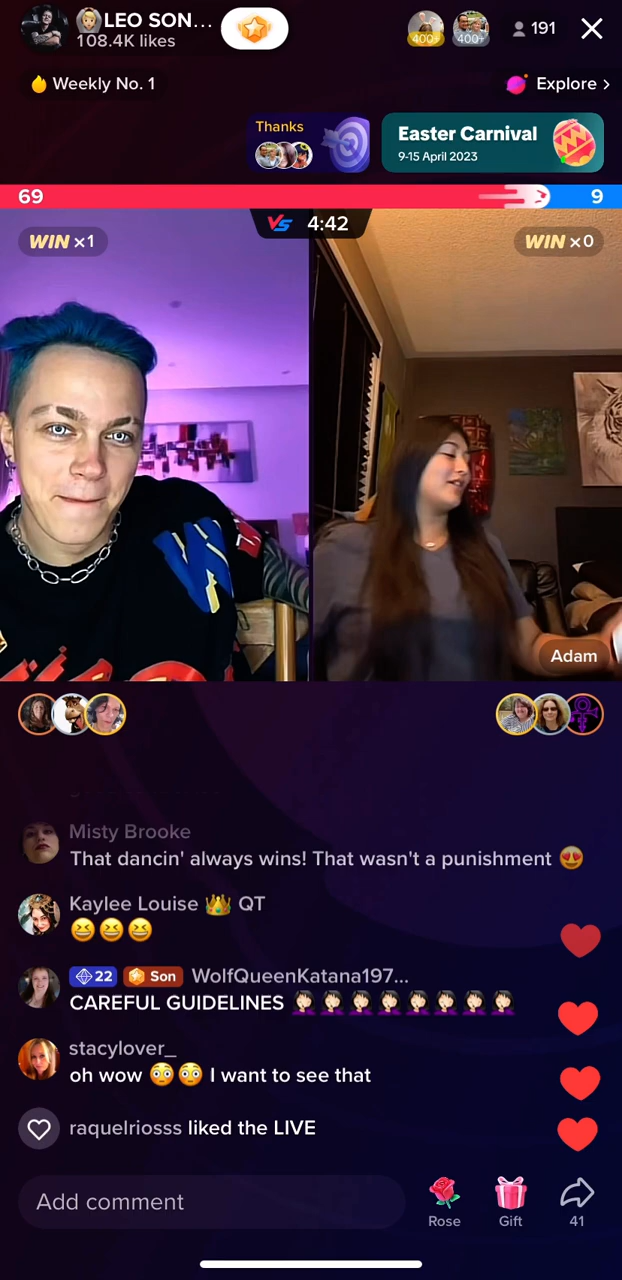 LEO SON...
108.4K likes
400+
400+
191
Weekly No. 1
Explore >
Thanks
Easter Carnival
9-15 April 2023
69
9
VS 4:42
WIN x1
WIN x0
Adam
Misty Brooke
That dancin' always wins! That wasn't a punishment 😍
Kaylee Louise 👑 QT
😆😆😆
22 Son WolfQueenKatana197...
CAREFUL GUIDELINES 🤦🏻‍♀️🤦🏻‍♀️🤦🏻‍♀️🤦🏻‍♀️🤦🏻‍♀️🤦🏻‍♀️🤦🏻‍♀️🤦🏻‍♀️
stacylover_
oh wow 😳😳 I want to see that
raquelriosss liked the LIVE
Add comment
Rose
Gift
41